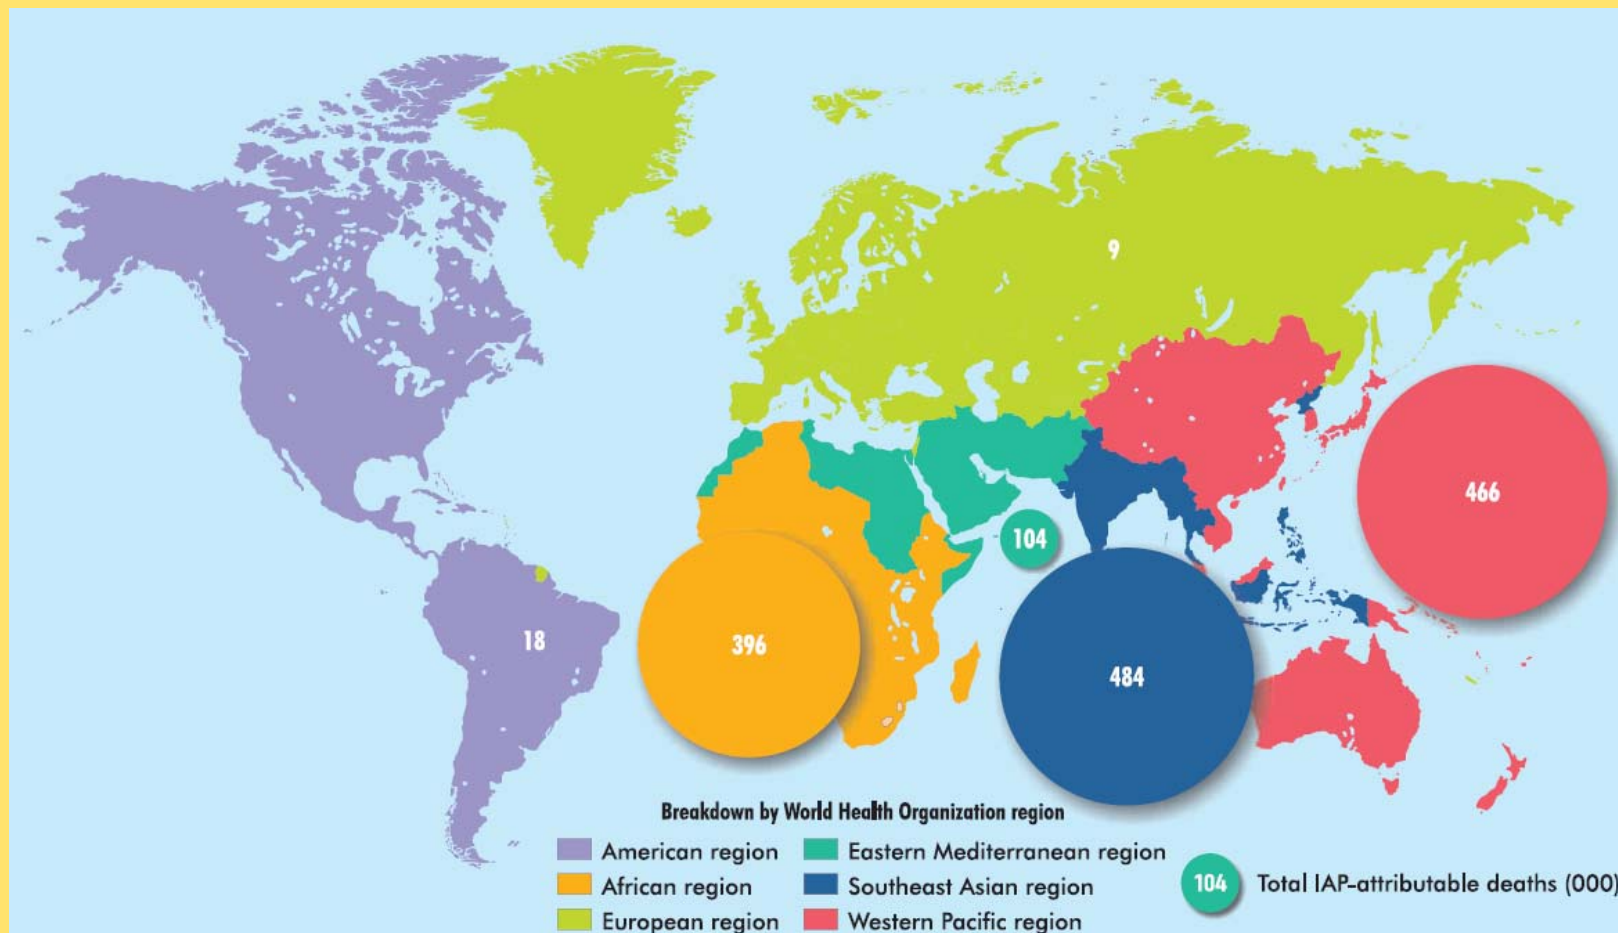 9
466
104
18
396
484
Breakdown by World Health Organization region
American region
Eastern Mediterranean region
African region
Southeast Asian region
104 Total IAP-attributable deaths (000)
European region
Western Pacific region